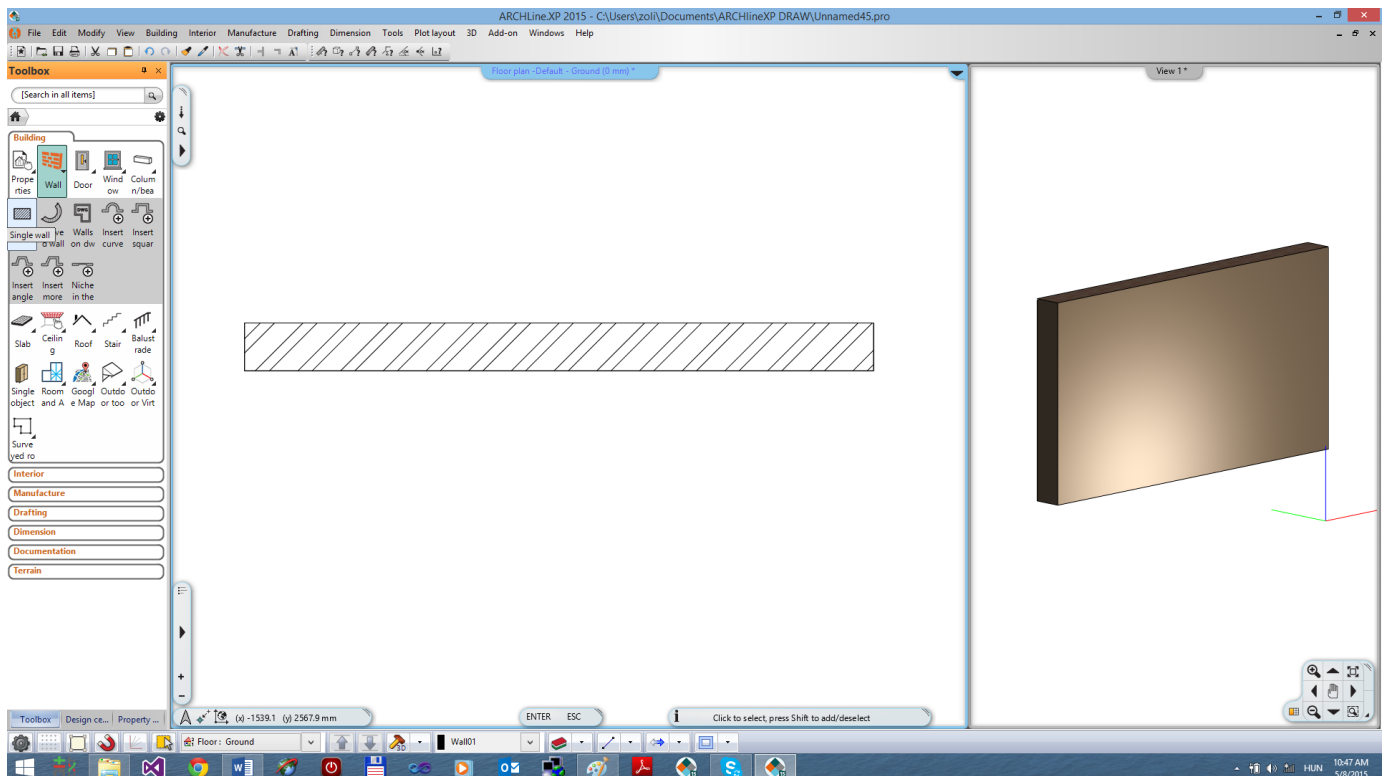 ARCHLine.XP 2015 - C:\Users\zoli\Documents\ARCHlineXP DRAW\Unnamed45.pro
File Edit Modify View Building Interior Manufacture Drafting Dimension Tools Plot layout 3D Add-on Windows Help
Toolbox
[Search in all items]
Building
Prope Wall Door Wind Colum
rties ow n/bea
Single wall ve Walls Insert Insert
d wall on dw curve squar
Insert Insert Niche
angle more in the
Slab Ceilin Roof Stair Balust
g rade
Single Room Googl Outdo Outdo
object and A e Map or too or Virt
Surve
yed ro
Interior
Manufacture
Drafting
Dimension
Documentation
Terrain
Toolbox Design ce... Property ...
Floor plan -Default - Ground (0 mm) *
View 1 *
(x) -1539.1 (y) 2567.9 mm
ENTER ESC
Click to select, press Shift to add/deselect
Floor : Ground
3D
Wall01
HUN
10:47 AM
5/8/2015